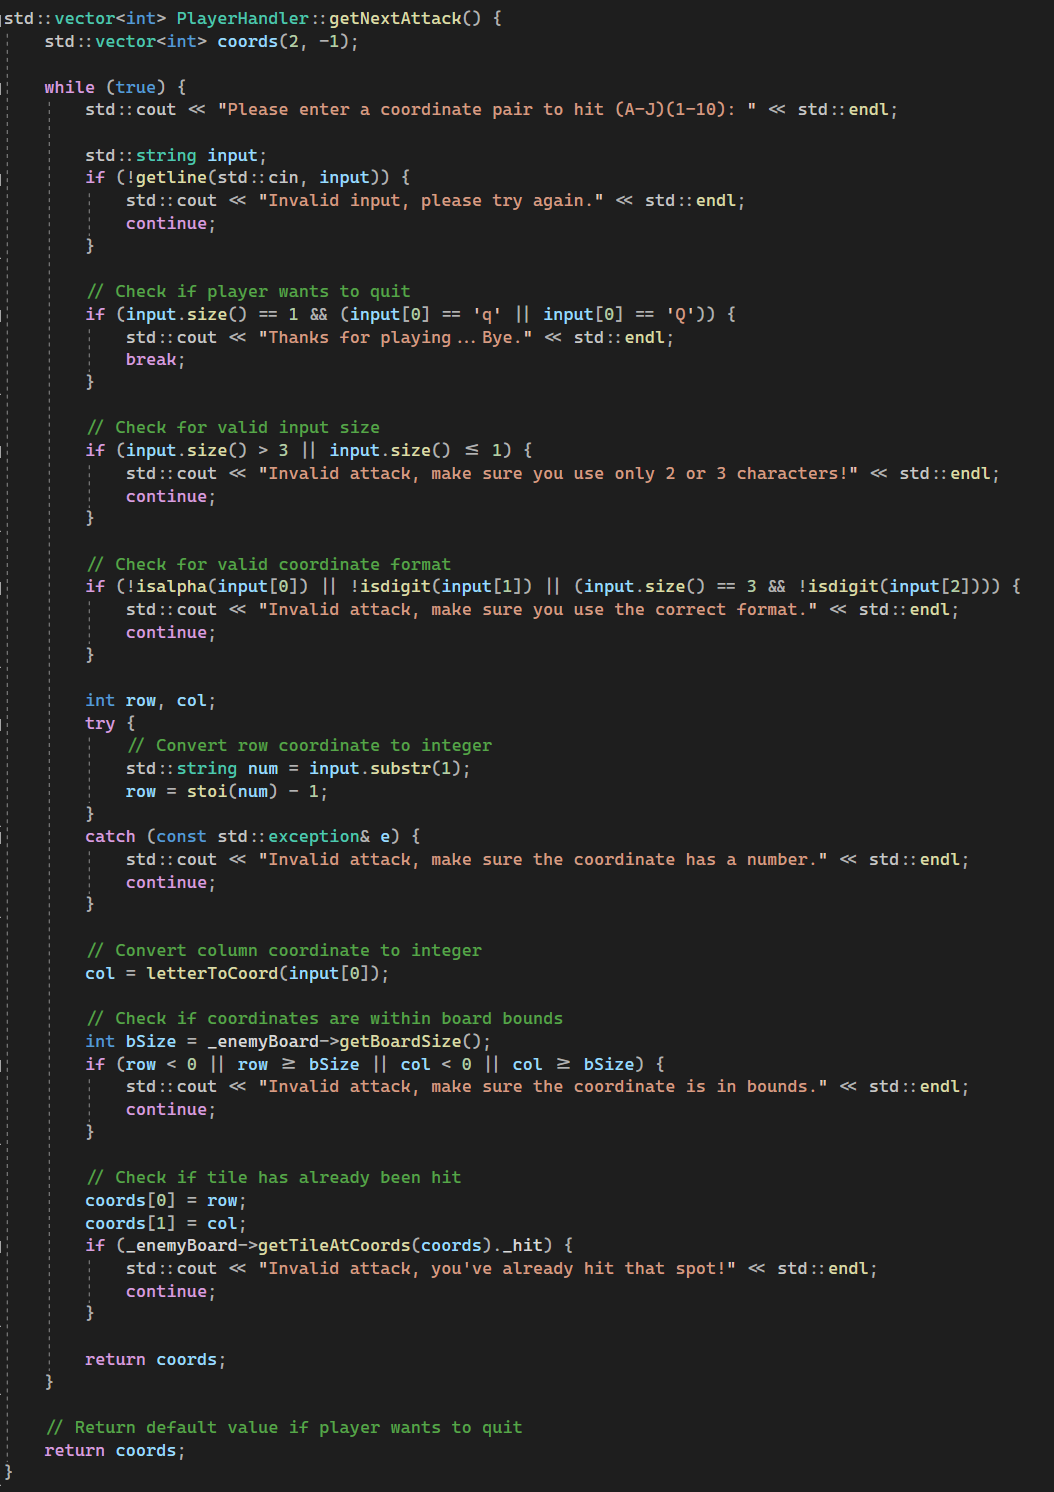 std::vector<int> PlayerHandler::getNextAttack() {
    std::vector<int> coords(2, -1);

    while (true) {
        std::cout << "Please enter a coordinate pair to hit (A-J)(1-10): " << std::endl;

        std::string input;
        if (!getline(std::cin, input)) {
            std::cout << "Invalid input, please try again." << std::endl;
            continue;
        }

        // Check if player wants to quit
        if (input.size() == 1 && (input[0] == 'q' || input[0] == 'Q')) {
            std::cout << "Thanks for playing...Bye." << std::endl;
            break;
        }

        // Check for valid input size
        if (input.size() > 3 || input.size() <= 1) {
            std::cout << "Invalid attack, make sure you use only 2 or 3 characters!" << std::endl;
            continue;
        }

        // Check for valid coordinate format
        if (!isalpha(input[0]) || !isdigit(input[1]) || (input.size() == 3 && !isdigit(input[2]))) {
            std::cout << "Invalid attack, make sure you use the correct format." << std::endl;
            continue;
        }

        int row, col;
        try {
            // Convert row coordinate to integer
            std::string num = input.substr(1);
            row = stoi(num) - 1;
        }
        catch (const std::exception& e) {
            std::cout << "Invalid attack, make sure the coordinate has a number." << std::endl;
            continue;
        }

        // Convert column coordinate to integer
        col = letterToCoord(input[0]);

        // Check if coordinates are within board bounds
        int bSize = _enemyBoard->getBoardSize();
        if (row < 0 || row >= bSize || col < 0 || col >= bSize) {
            std::cout << "Invalid attack, make sure the coordinate is in bounds." << std::endl;
            continue;
        }

        // Check if tile has already been hit
        coords[0] = row;
        coords[1] = col;
        if (_enemyBoard->getTileAtCoords(coords)._hit) {
            std::cout << "Invalid attack, you've already hit that spot!" << std::endl;
            continue;
        }

        return coords;
    }

    // Return default value if player wants to quit
    return coords;
}